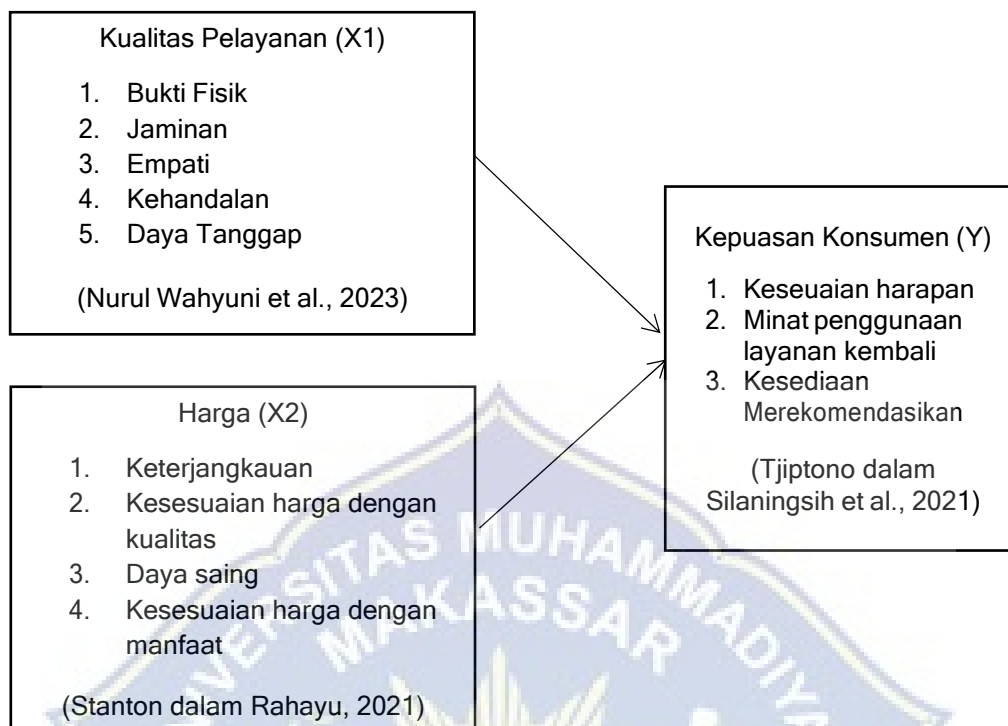 Kualitas Pelayanan (X1)
1. Bukti Fisik
2. Jaminan
3. Empati
4. Kehandalan
5. Daya Tanggap
(Nurul Wahyuni et al., 2023)
Harga (X2)
1. Keterjangkauan
2. Kesesuaian harga dengan
kualitas
3. Daya saing
4. Kesesuaian harga dengan
manfaat
(Stanton dalam Rahayu, 2021)
Kepuasan Konsumen (Y)
1. Keseuaian harapan
2. Minat penggunaan
layanan kembali
3. Kesediaan
Merekomendasikan
(Tjiptono dalam
Silaningsih et al., 2021)
MUHAMMADIYA
MAKASSAR